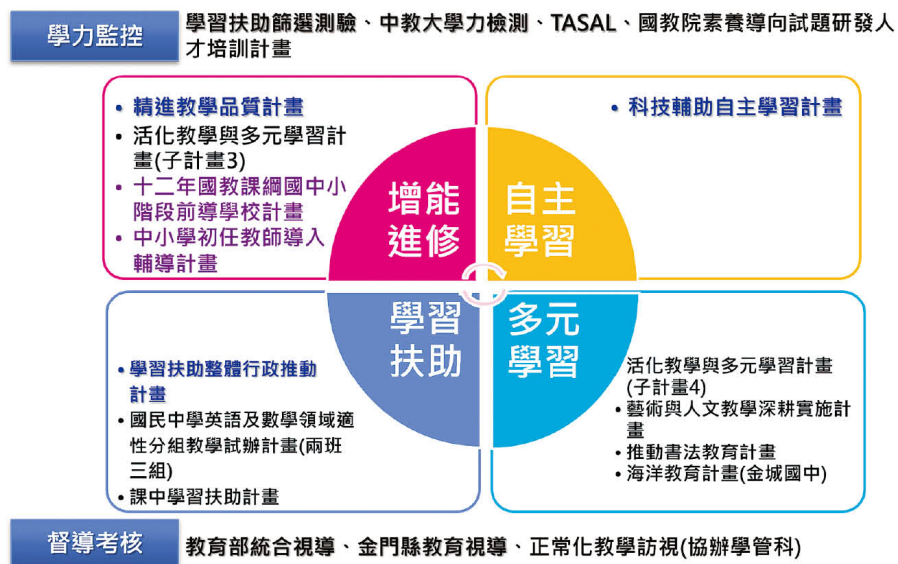 學力監控
學習扶助篩選測驗、中教大學力檢測、TASAL、國教院素養導向試題研發人
才培訓計畫
• 精進教學品質計畫
• 活化教學與多元學習計
畫(子計畫3)
• 十二年國教課綱國中小
階段前導學校計畫
• 中小學初任教師導入
輔導計畫
增能
進修
自主
學習
• 科技輔助自主學習計畫
• 學習扶助整體行政推動
計畫
• 國民中學英語及數學領域適
性分組教學試辦計畫(兩班
三組)
• 課中學習扶助計畫
學習
扶助
多元
學習
活化教學與多元學習計畫
(子計畫4)
• 藝術與人文教學深耕實施計
畫
• 推動書法教育計畫
• 海洋教育計畫(金城國中)
督導考核
教育部統合視導、金門縣教育視導、正常化教學訪視(協辦學管科)